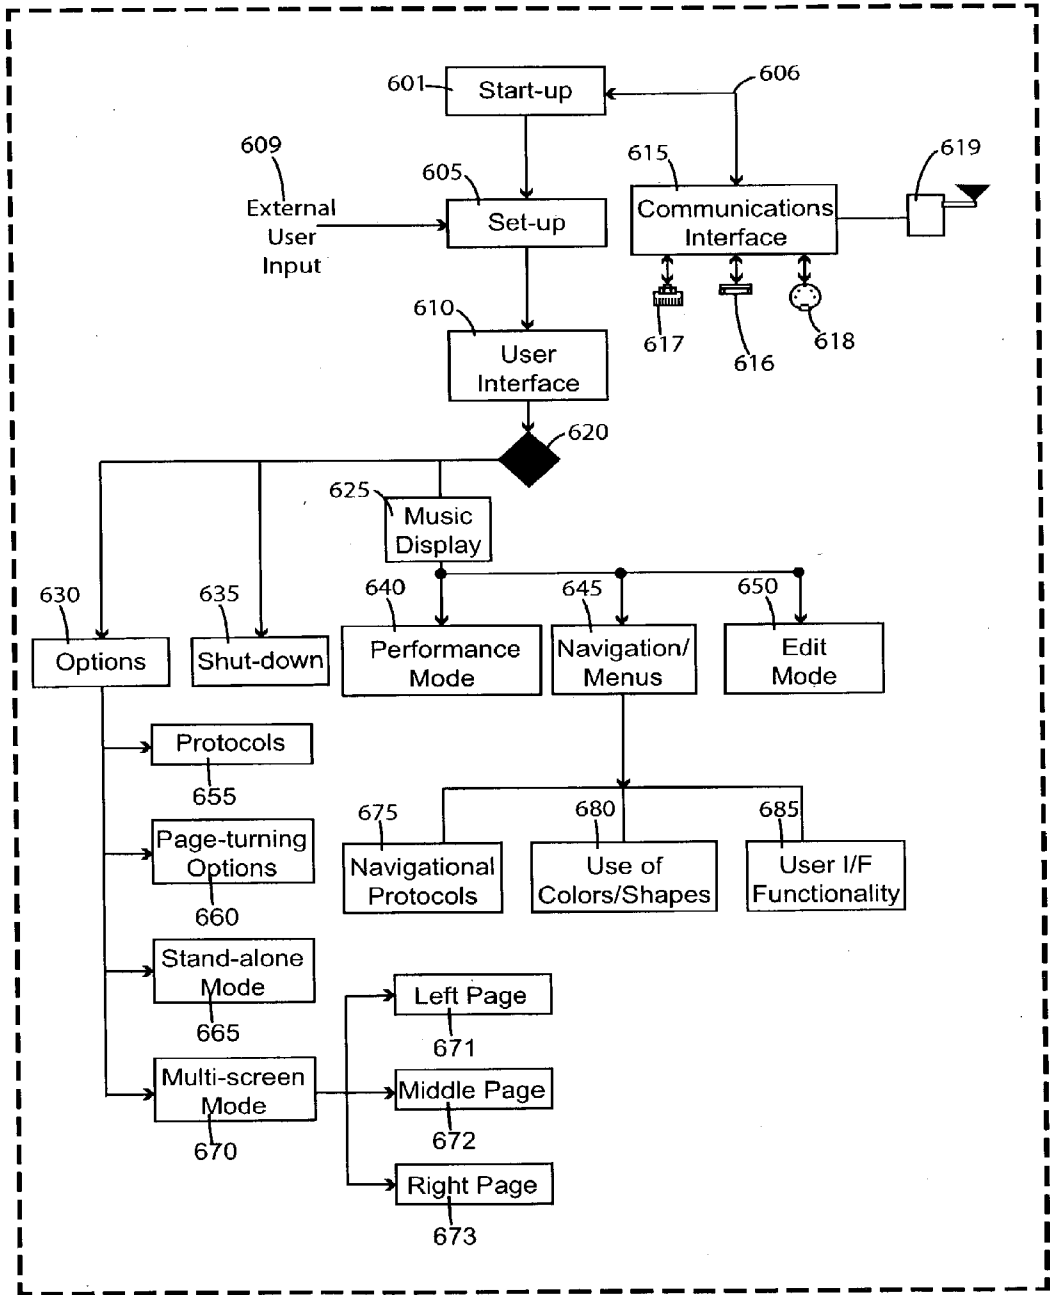 601
Start-up
606
609
605
615
619
External
User
Input
Set-up
Communications
Interface
610
617
616
618
User
Interface
620
625
Music
Display
630
635
640
645
650
Options
Shut-down
Performance
Mode
Navigation/
Menus
Edit
Mode
Protocols
655
675
680
685
Page-turning
Options
660
Navigational
Protocols
Use of
Colors/Shapes
User I/F
Functionality
Stand-alone
Mode
665
Left Page
671
Multi-screen
Mode
670
Middle Page
672
Right Page
673